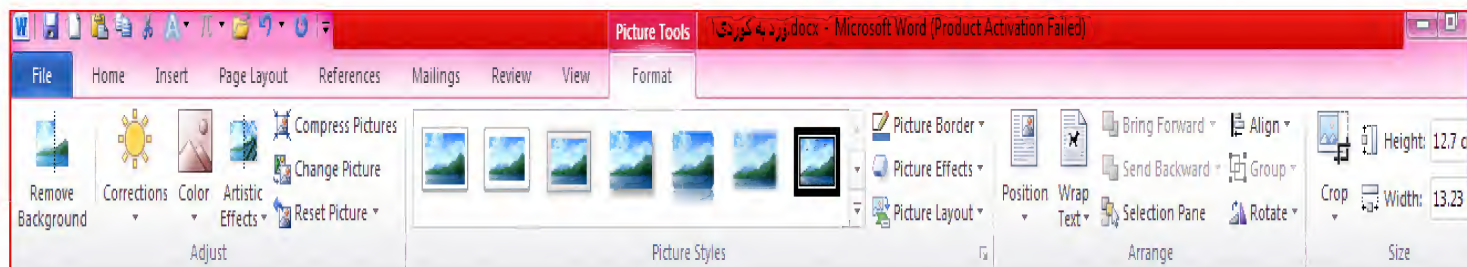 Picture Tools
ورد به كوردى١.docx - Microsoft Word (Product Activation Failed)
File Home Insert Page Layout References Mailings Review View Format
Remove Background
Corrections
Color
Artistic Effects
Compress Pictures
Change Picture
Reset Picture
Adjust
Picture Styles
Picture Border
Picture Effects
Picture Layout
Position
Wrap Text
Bring Forward
Send Backward
Selection Pane
Align
Group
Rotate
Arrange
Crop
Height: 12.7 c
Width: 13.23
Size